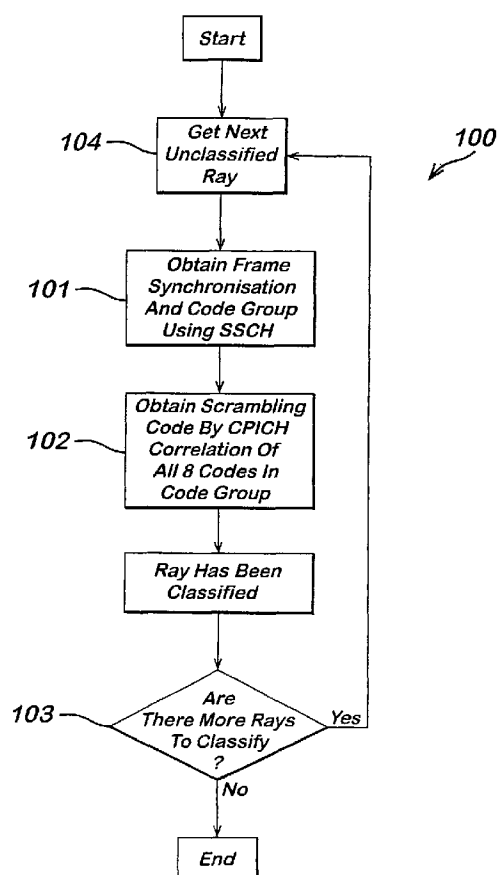 Start
104
Get Next
Unclassified
Ray
100
101
Obtain Frame
Synchronisation
And Code Group
Using SSCH
102
Obtain Scrambling
Code By CPICH
Correlation Of
All 8 Codes In
Code Group
Ray Has Been
Classified
103
Are
There More Rays
To Classify
?
Yes
No
End